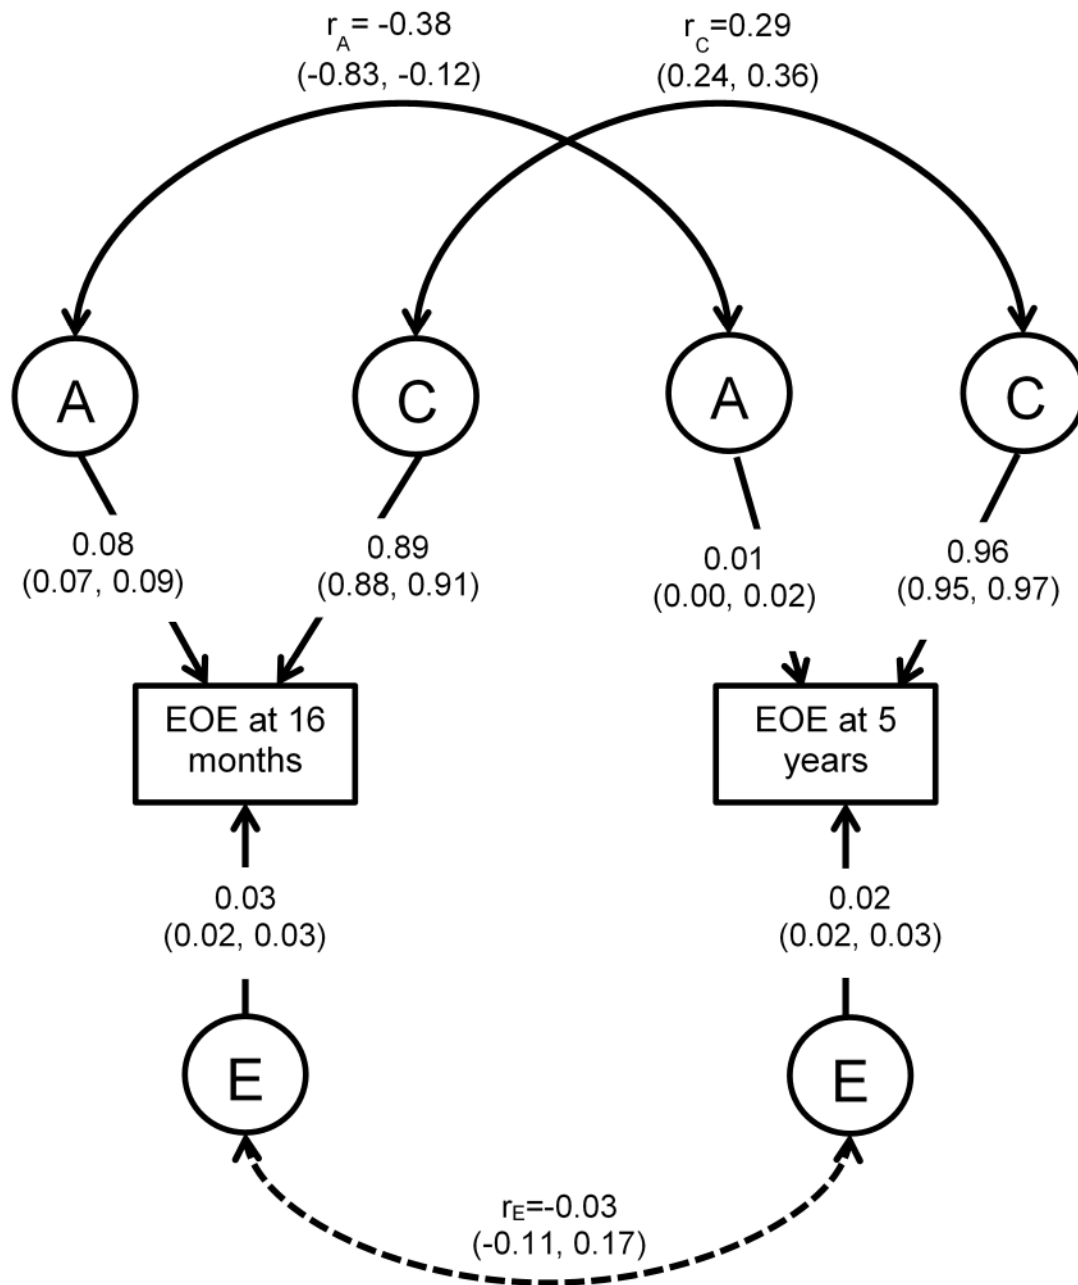 r_A= -0.38
(-0.83, -0.12)
r_C=0.29
(0.24, 0.36)
A
C
A
C
0.08
(0.07, 0.09)
0.89
(0.88, 0.91)
0.01
(0.00, 0.02)
0.96
(0.95, 0.97)
EOE at 16
months
EOE at 5
years
0.03
(0.02, 0.03)
0.02
(0.02, 0.03)
E
E
r_E=-0.03
(-0.11, 0.17)